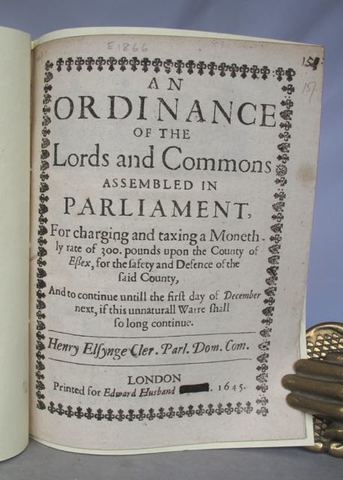 E1866
158
157
AN
ORDINANCE
OF THE
Lords and Commons
ASSEMBLED IN
PARLIAMENT,
For charging and taxing a Moneth-
ly rate of 300. pounds upon the County of
Eſſex, for the ſafety and Defence of the
ſaid County,
And to continue untill the firſt day of December
next, if this unnaturall Warre ſhall
ſo long continue.
Henry Elſynge Cler. Parl. Dom. Com.
LONDON
Printed for Edward Husband . 1645.